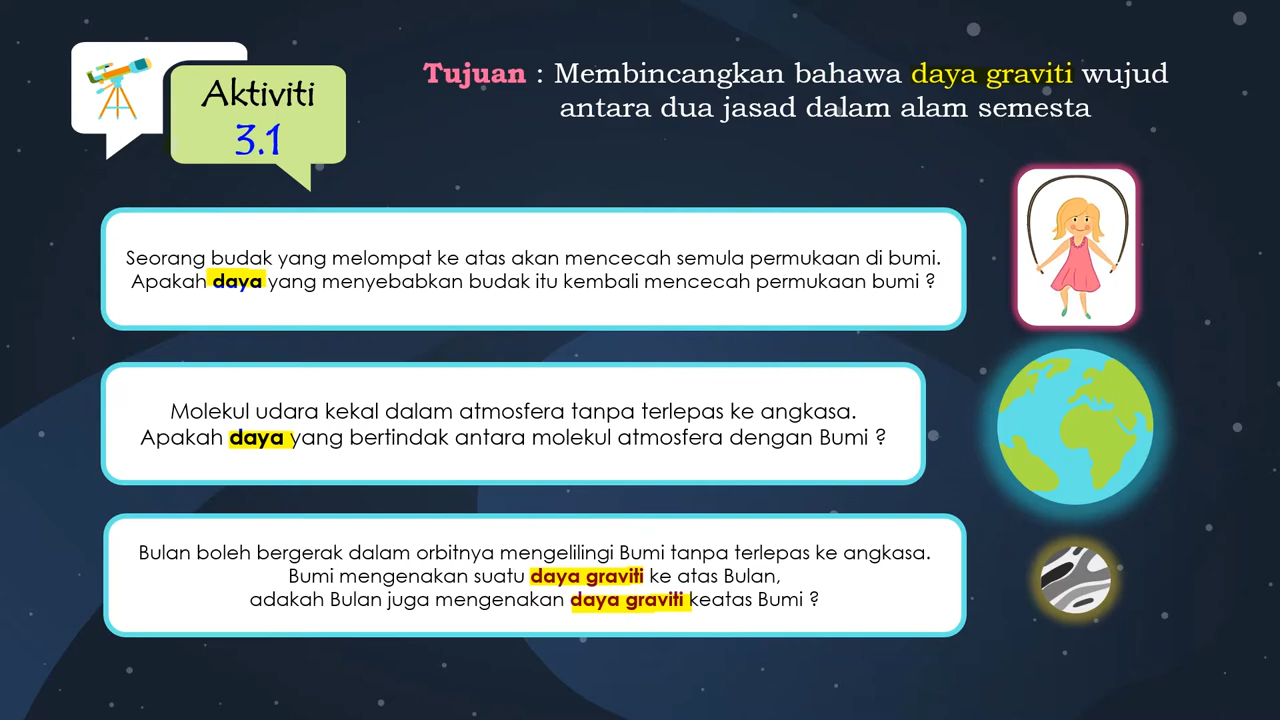 Aktiviti
3.1
Tujuan : Membincangkan bahawa daya graviti wujud
antara dua jasad dalam alam semesta
Seorang budak yang melompat ke atas akan mencecah semula permukaan di bumi.
Apakah daya yang menyebabkan budak itu kembali mencecah permukaan bumi ?
Molekul udara kekal dalam atmosfera tanpa terlepas ke angkasa.
Apakah daya yang bertindak antara molekul atmosfera dengan Bumi ?
Bulan boleh bergerak dalam orbitnya mengelilingi Bumi tanpa terlepas ke angkasa.
Bumi mengenakan suatu daya graviti ke atas Bulan,
adakah Bulan juga mengenakan daya graviti keatas Bumi ?